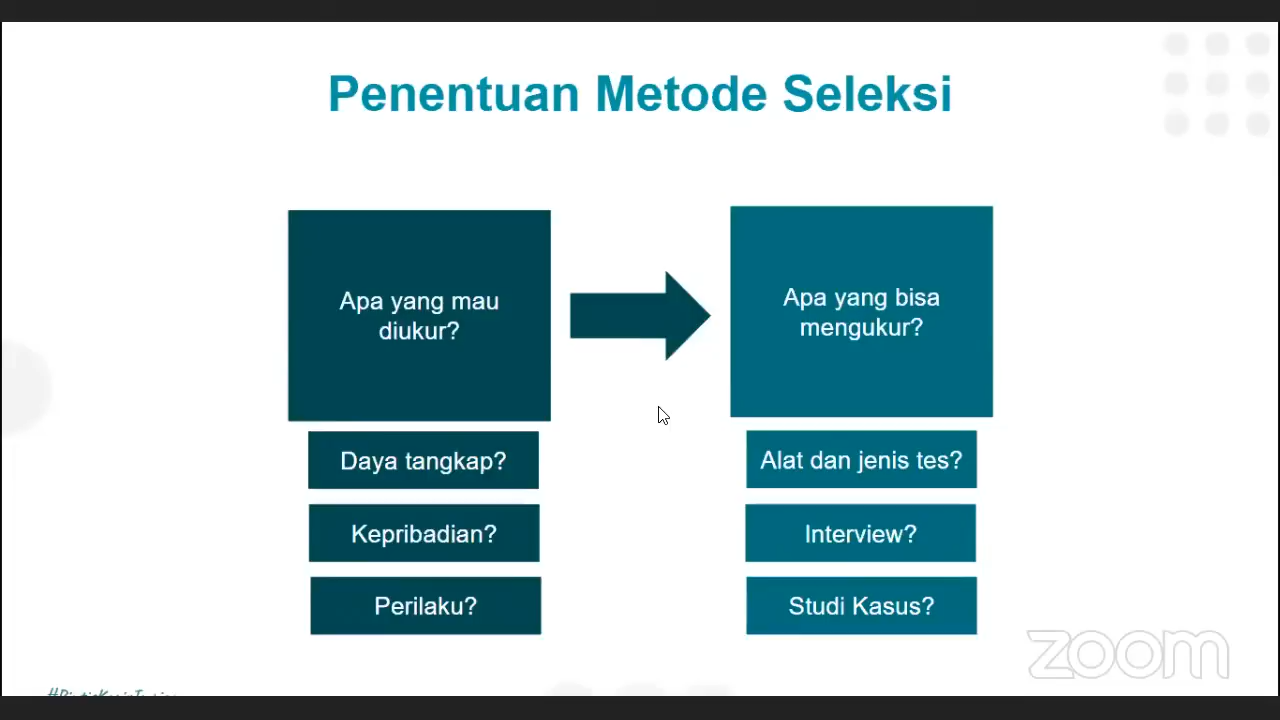 Penentuan Metode Seleksi
Apa yang mau
diukur?
Apa yang bisa
mengukur?
Daya tangkap?
Alat dan jenis tes?
Kepribadian?
Interview?
Perilaku?
Studi Kasus?
zoom